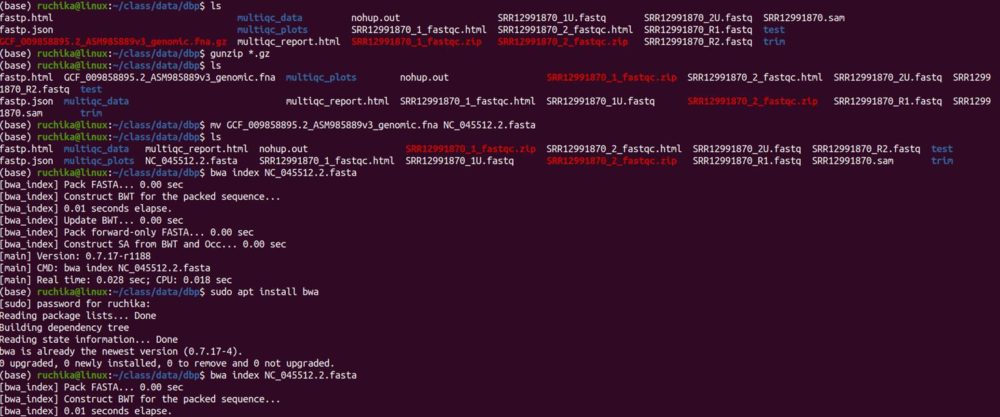 (base) ruchika@linux:~/class/data/dbp$ ls
fastp.html multiqc_data nohup.out SRR12991870_1U.fastq SRR12991870_2U.fastq SRR12991870.sam
fastp.json multiqc_plots SRR12991870_1_fastqc.html SRR12991870_2_fastqc.html SRR12991870_R1.fastq test
GCF_009858895.2_ASM985889v3_genomic.fna.gz multiqc_report.html SRR12991870_1_fastqc.zip SRR12991870_2_fastqc.zip SRR12991870_R2.fastq trim
(base) ruchika@linux:~/class/data/dbp$ gunzip *.gz
(base) ruchika@linux:~/class/data/dbp$ ls
fastp.html GCF_009858895.2_ASM985889v3_genomic.fna multiqc_plots nohup.out SRR12991870_1_fastqc.zip SRR12991870_2_fastqc.html SRR12991870_2U.fastq SRR1299
1870_R2.fastq test
fastp.json multiqc_data multiqc_report.html SRR12991870_1_fastqc.html SRR12991870_1U.fastq SRR12991870_2_fastqc.zip SRR12991870_R1.fastq SRR1299
1870.sam trim
(base) ruchika@linux:~/class/data/dbp$ mv GCF_009858895.2_ASM985889v3_genomic.fna NC_045512.2.fasta
(base) ruchika@linux:~/class/data/dbp$ ls
fastp.html multiqc_data multiqc_report.html nohup.out SRR12991870_1_fastqc.zip SRR12991870_2_fastqc.html SRR12991870_2U.fastq SRR12991870_R2.fastq test
fastp.json multiqc_plots NC_045512.2.fasta SRR12991870_1_fastqc.html SRR12991870_1U.fastq SRR12991870_2_fastqc.zip SRR12991870_R1.fastq SRR12991870.sam trim
(base) ruchika@linux:~/class/data/dbp$ bwa index NC_045512.2.fasta
[bwa_index] Pack FASTA... 0.00 sec
[bwa_index] Construct BWT for the packed sequence...
[bwa_index] 0.01 seconds elapse.
[bwa_index] Update BWT... 0.00 sec
[bwa_index] Pack forward-only FASTA... 0.00 sec
[bwa_index] Construct SA from BWT and Occ... 0.00 sec
[main] Version: 0.7.17-r1188
[main] CMD: bwa index NC_045512.2.fasta
[main] Real time: 0.028 sec; CPU: 0.018 sec
(base) ruchika@linux:~/class/data/dbp$ sudo apt install bwa
[sudo] password for ruchika:
Reading package lists... Done
Building dependency tree
Reading state information... Done
bwa is already the newest version (0.7.17-4).
0 upgraded, 0 newly installed, 0 to remove and 0 not upgraded.
(base) ruchika@linux:~/class/data/dbp$ bwa index NC_045512.2.fasta
[bwa_index] Pack FASTA... 0.00 sec
[bwa_index] Construct BWT for the packed sequence...
[bwa_index] 0.01 seconds elapse.